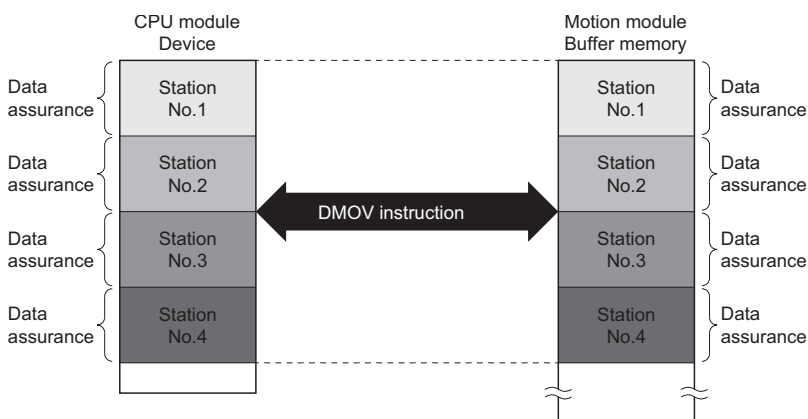 CPU module
Device
Motion module
Buffer memory
Data
assurance
Station
No.1
Station
No.1
Data
assurance
Data
assurance
Station
No.2
Station
No.2
Data
assurance
DMOV instruction
Data
assurance
Station
No.3
Station
No.3
Data
assurance
Data
assurance
Station
No.4
Station
No.4
Data
assurance